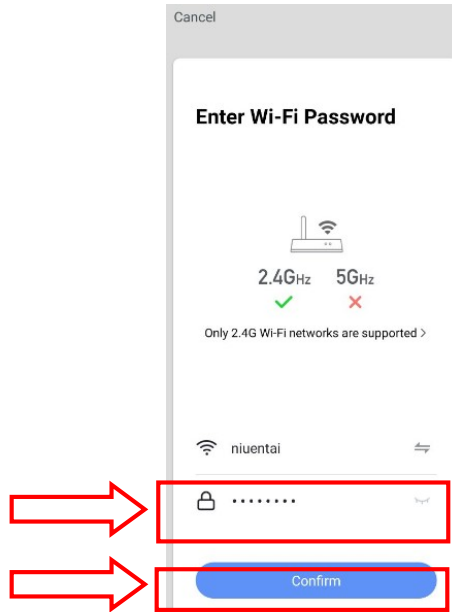 Cancel
Enter Wi-Fi Password
2.4GHz 5GHz
Only 2.4G Wi-Fi networks are supported >
niuentai
••••••••
Confirm